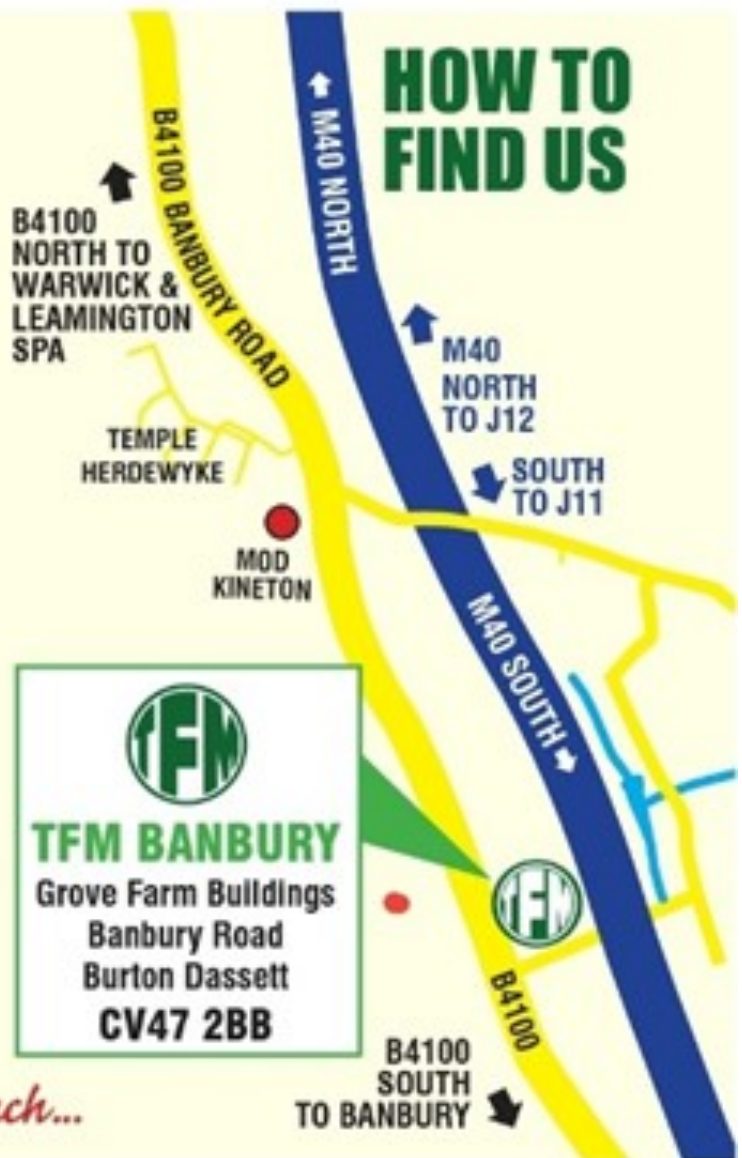 HOW TO
FIND US
M40 NORTH
B4100 BANBURY ROAD
B4100
NORTH TO
WARWICK &
LEAMINGTON
SPA
M40
NORTH
TO J12
TEMPLE
HERDEWYKE
SOUTH
TO J11
MOD
KINETON
M40 SOUTH
TFM
TFM BANBURY
Grove Farm Buildings
Banbury Road
Burton Dassett
CV47 2BB
TFM
B4100
B4100
SOUTH
TO BANBURY